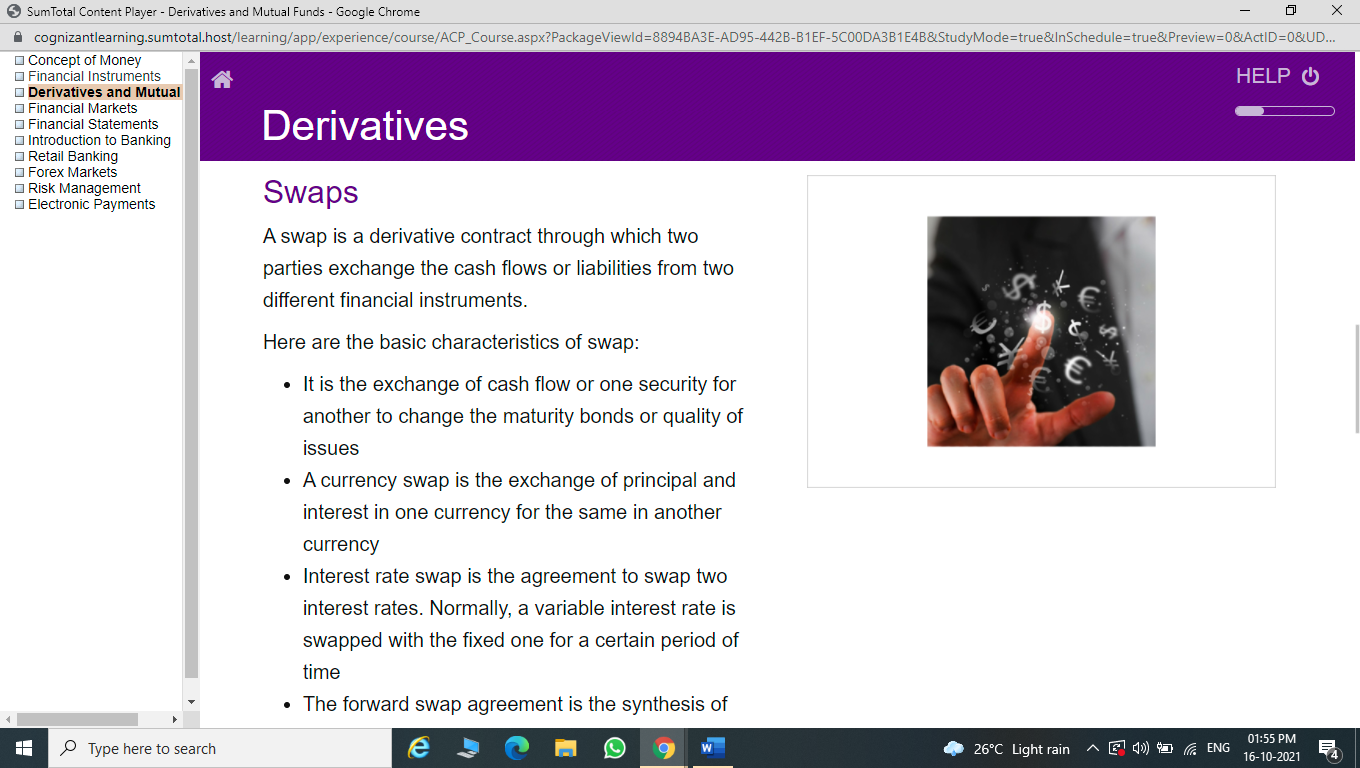 SumTotal Content Player - Derivatives and Mutual Funds - Google Chrome
cognizantlearning.sumtotal.host/learning/app/experience/course/ACP_Course.aspx?PackageViewId=8894BA3E-AD95-442B-B1EF-5C00DA3B1E4B&StudyMode=true&InSchedule=true&Preview=0&ActID=0&UD...
Concept of Money
Financial Instruments
Derivatives and Mutual
Financial Markets
Financial Statements
Introduction to Banking
Retail Banking
Forex Markets
Risk Management
Electronic Payments
HELP
Derivatives
Swaps
A swap is a derivative contract through which two
parties exchange the cash flows or liabilities from two
different financial instruments.
Here are the basic characteristics of swap:
• It is the exchange of cash flow or one security for
another to change the maturity bonds or quality of
issues
• A currency swap is the exchange of principal and
interest in one currency for the same in another
currency
• Interest rate swap is the agreement to swap two
interest rates. Normally, a variable interest rate is
swapped with the fixed one for a certain period of
time
• The forward swap agreement is the synthesis of
Type here to search
26°C Light rain
ENG
01:55 PM
16-10-2021
4